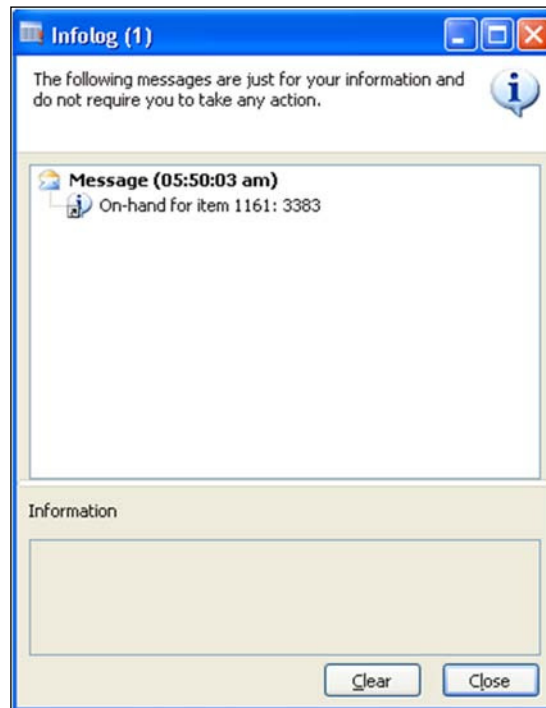 Infolog (1)
The following messages are just for your information and
do not require you to take any action.
Message (05:50:03 am)
On-hand for item 1161: 3383
Information
Clear
Close